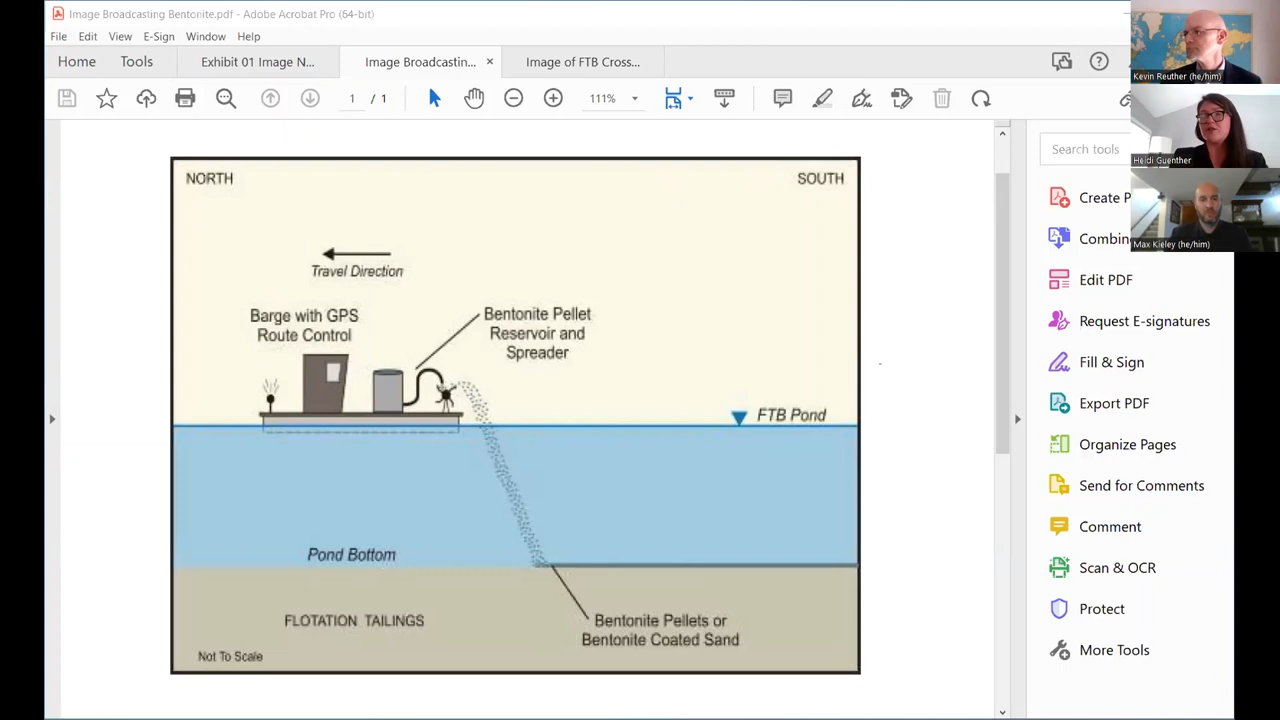 Image Broadcasting Bentonite.pdf - Adobe Acrobat Pro (64-bit)
File Edit View E-Sign Window Help
Home Tools Exhibit 01 Image N... Image Broadcasting... × Image of FTB Cross...
1 / 1 111%
Kevin Reuther (he/him)
Heidi Guenther
Max Kieley (he/him)
NORTH SOUTH
Travel Direction
Barge with GPS
Route Control
Bentonite Pellet
Reservoir and
Spreader
FTB Pond
Pond Bottom
FLOTATION TAILINGS
Bentonite Pellets or
Bentonite Coated Sand
Not To Scale
Search tools
Create P
Combin
Edit PDF
Request E-signatures
Fill & Sign
Export PDF
Organize Pages
Send for Comments
Comment
Scan & OCR
Protect
More Tools